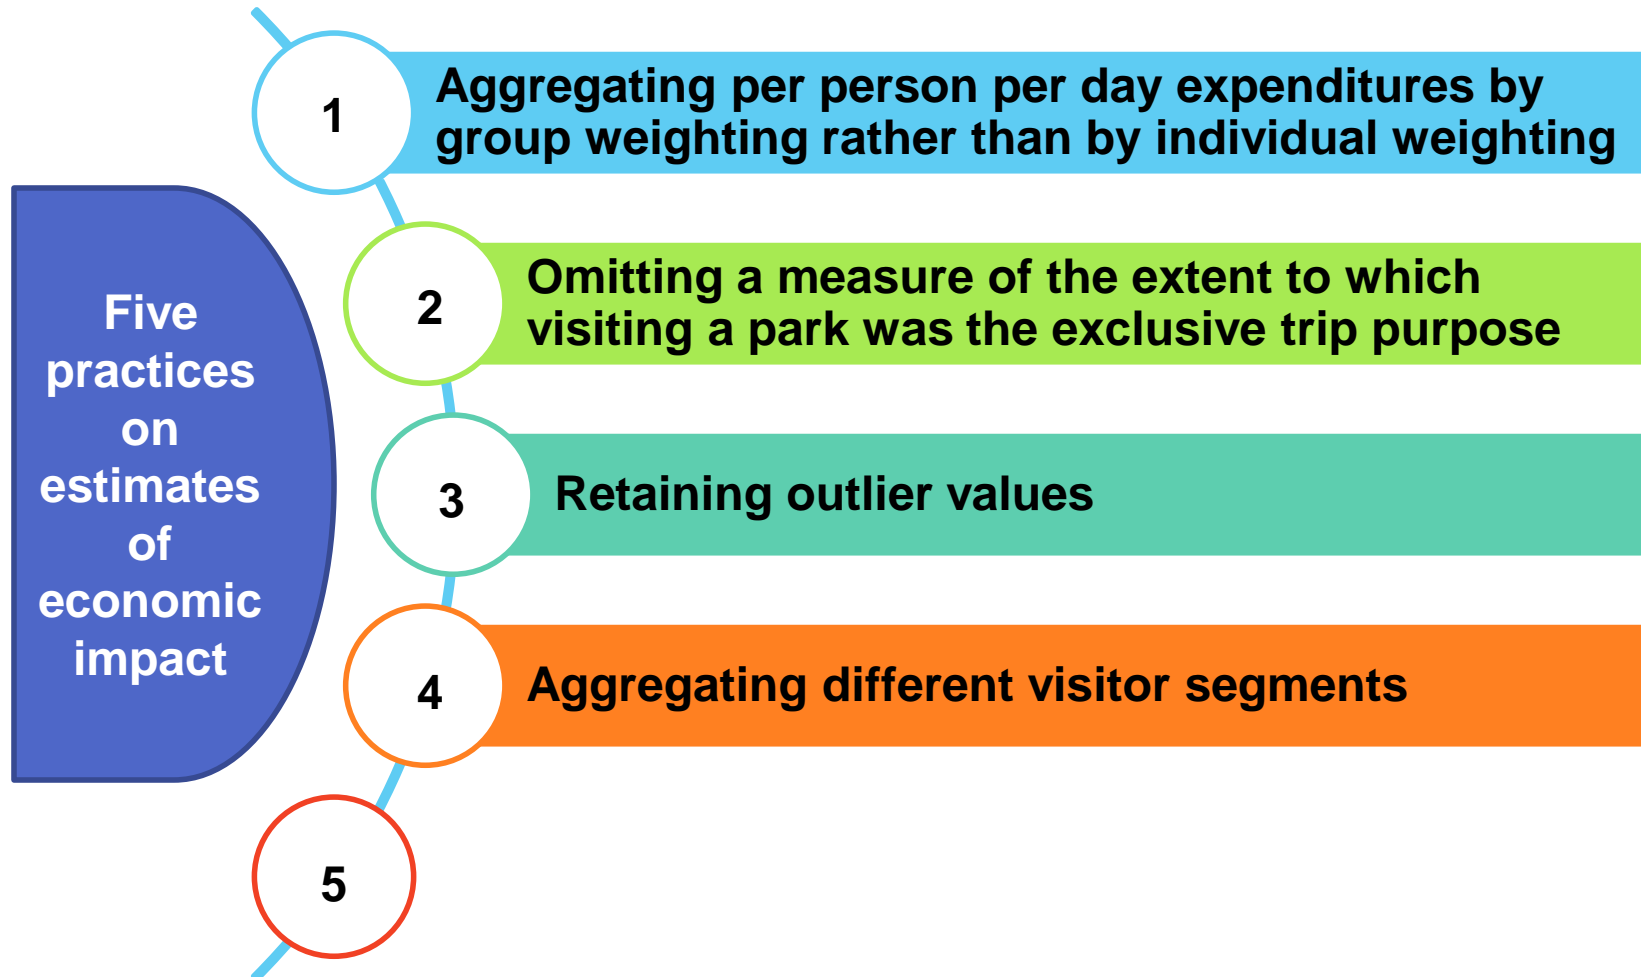 Five
practices
on
estimates
of
economic
impact
1
Aggregating per person per day expenditures by
group weighting rather than by individual weighting
2
Omitting a measure of the extent to which
visiting a park was the exclusive trip purpose
3
Retaining outlier values
4
Aggregating different visitor segments
5